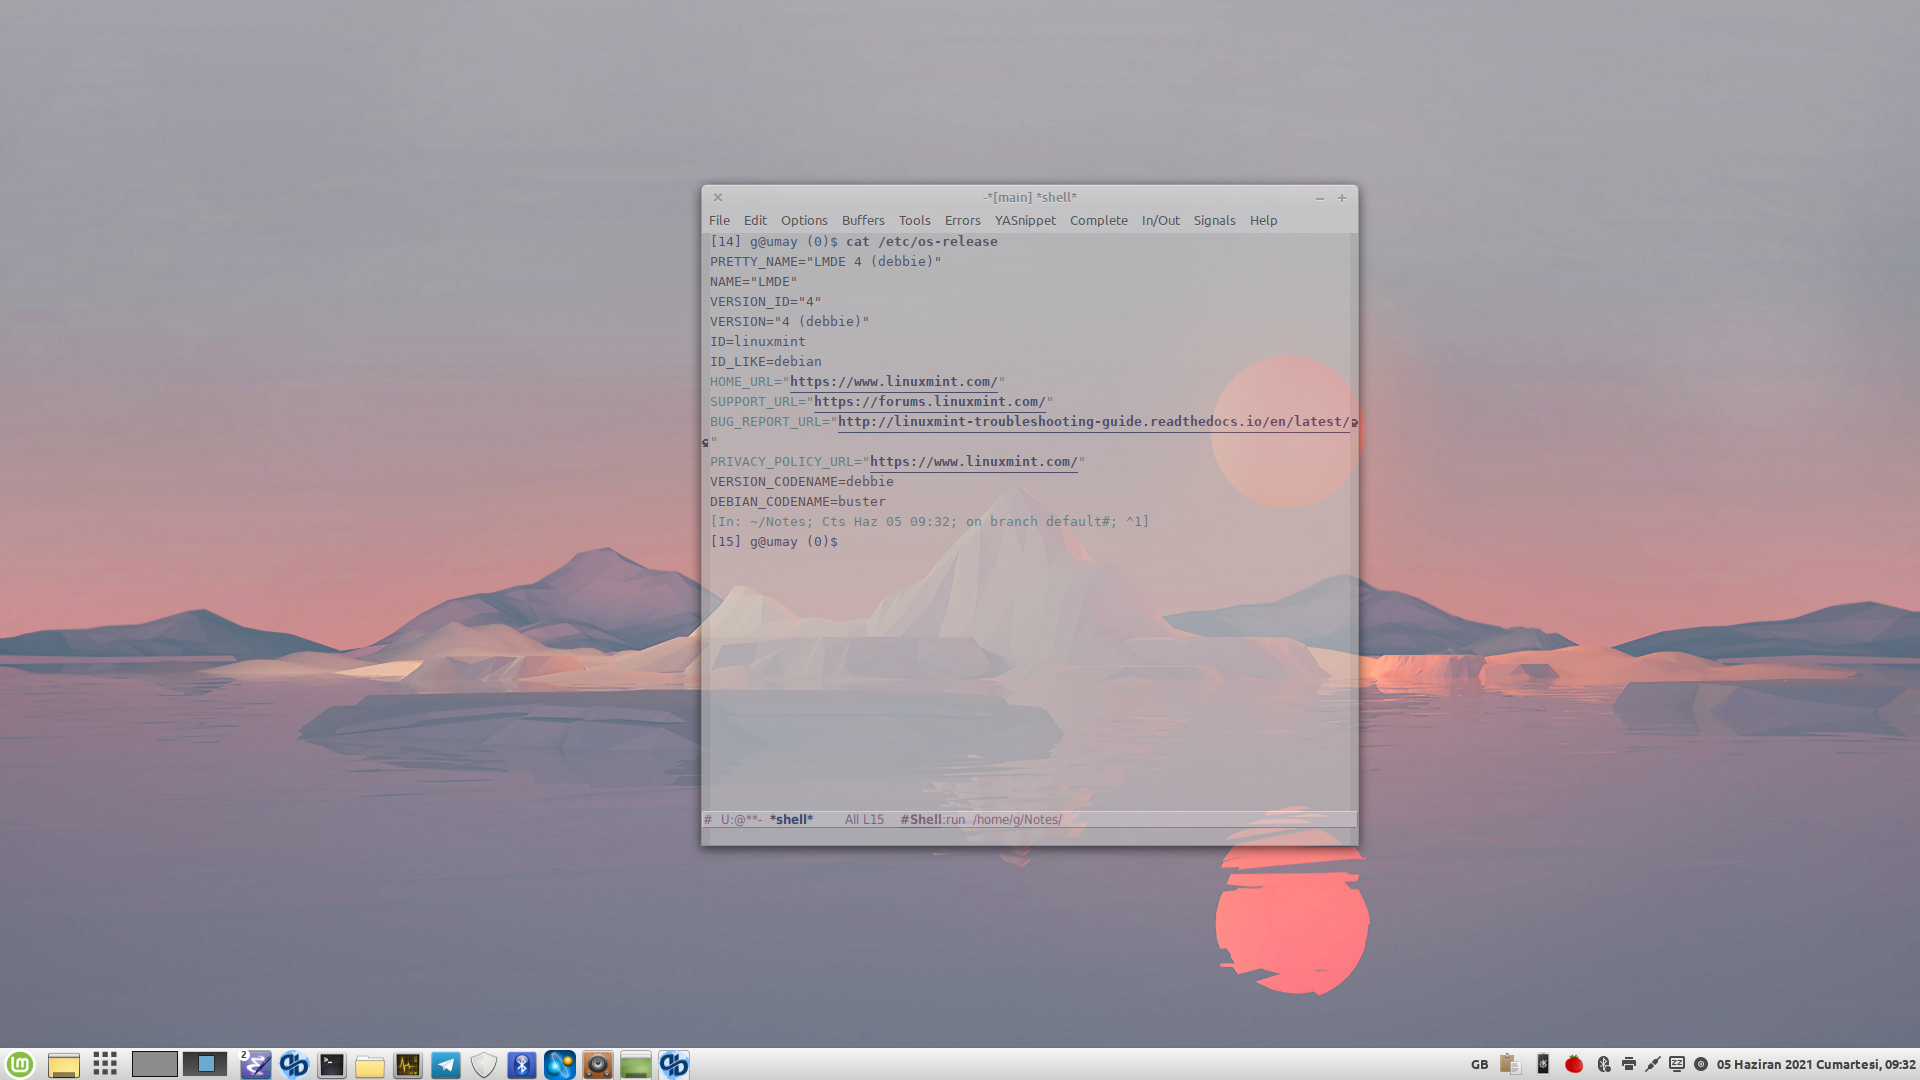 -*[main] *shell*
File Edit Options Buffers Tools Errors YASnippet Complete In/Out Signals Help
[14] g@umay (0)$ cat /etc/os-release
PRETTY_NAME="LMDE 4 (debbie)"
NAME="LMDE"
VERSION_ID="4"
VERSION="4 (debbie)"
ID=linuxmint
ID_LIKE=debian
HOME_URL="https://www.linuxmint.com/"
SUPPORT_URL="https://forums.linuxmint.com/"
BUG_REPORT_URL="http://linuxmint-troubleshooting-guide.readthedocs.io/en/latest/
"
PRIVACY_POLICY_URL="https://www.linuxmint.com/"
VERSION_CODENAME=debbie
DEBIAN_CODENAME=buster
[In: ~/Notes; Cts Haz 05 09:32; on branch default#; ^1]
[15] g@umay (0)$
# U:@**- *shell* All L15 #Shell:run /home/g/Notes/
2 GB 05 Haziran 2021 Cumartesi, 09:32